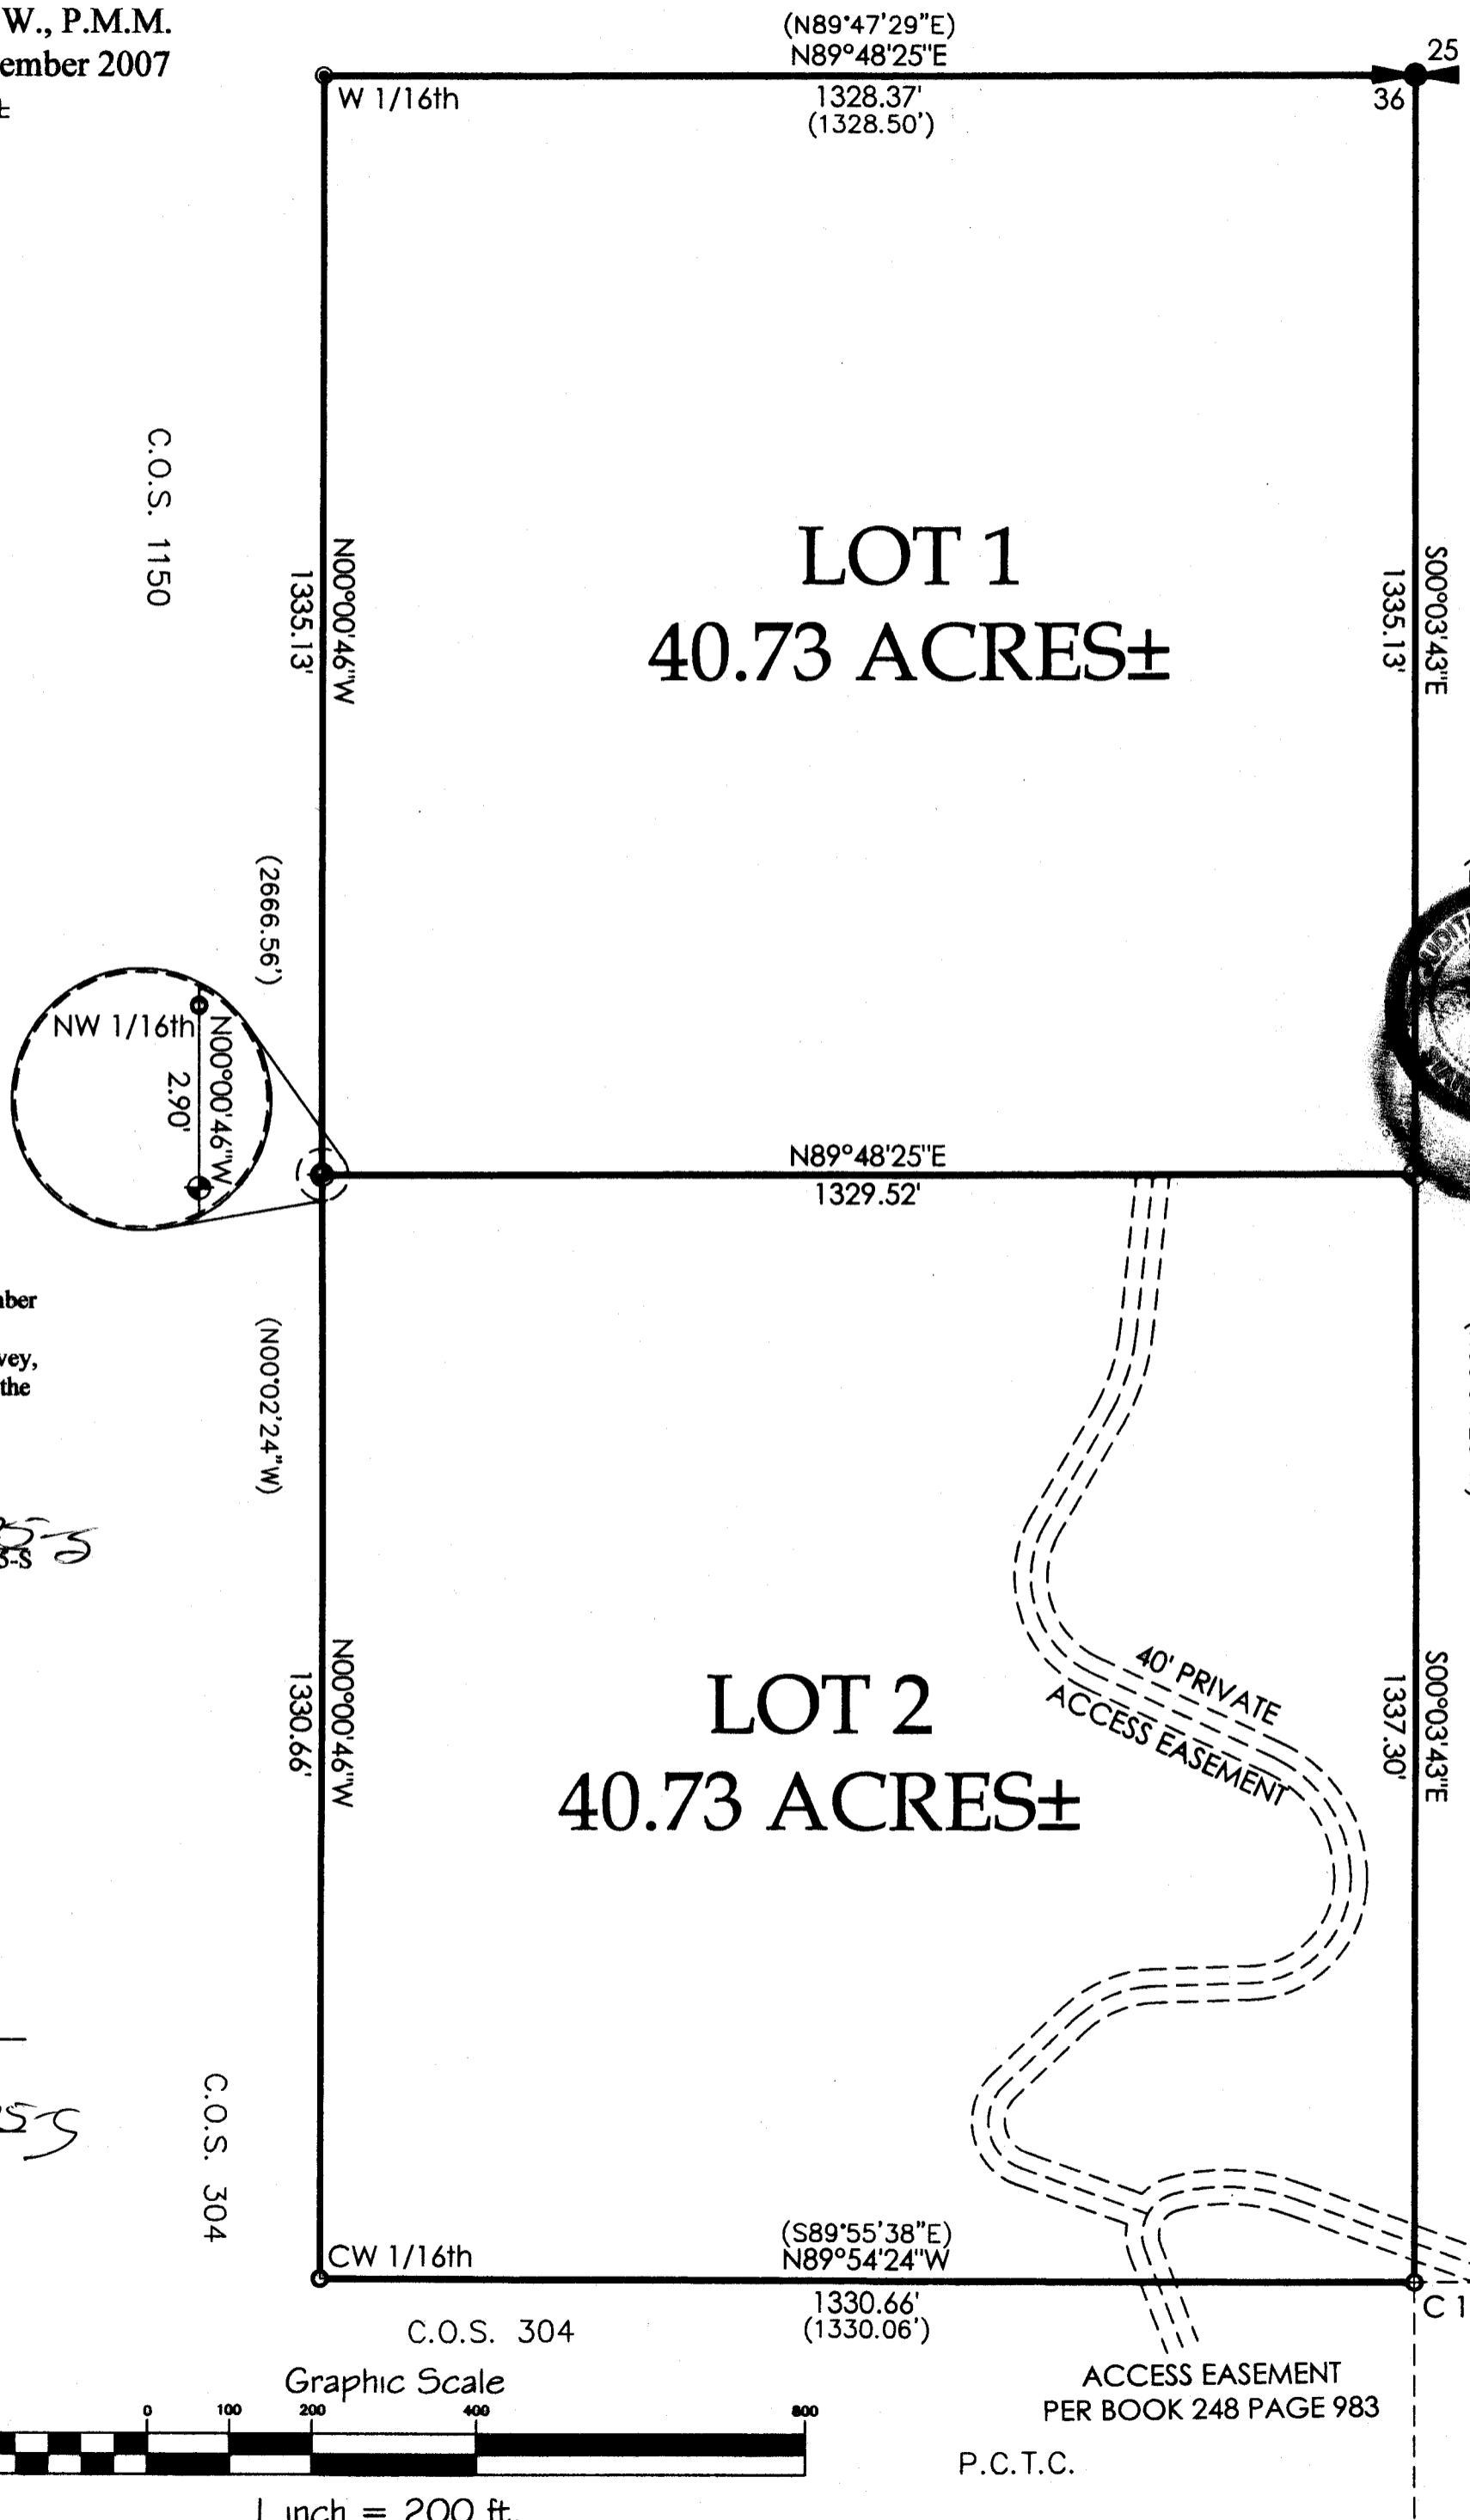 W., P.M.M.
ember 2007
(N89°47'29"E)
N89°48'25"E
1328.37'
(1328.50')
W 1/16th
25
36
C.O.S. 1150
N00°00'46"W
1335.13'
LOT 1
40.73 ACRES±
S00°03'43"E
1335.13'
(2666.56')
NW 1/16th
N00°00'46"W
2.90'
N89°48'25"E
1329.52'
vey,
the
(N00°02'24"W)
N00°00'46"W
1330.66'
LOT 2
40.73 ACRES±
40' PRIVATE
ACCESS EASEMENT
S00°03'43"E
1337.30'
C.O.S. 304
CW 1/16th
(S89°55'38"E)
N89°54'24"W
1330.66'
(1330.06')
C 1
C.O.S. 304
ACCESS EASEMENT
PER BOOK 248 PAGE 983
P.C.T.C.
Graphic Scale
0 100 200 400 800
1 inch = 200 ft.